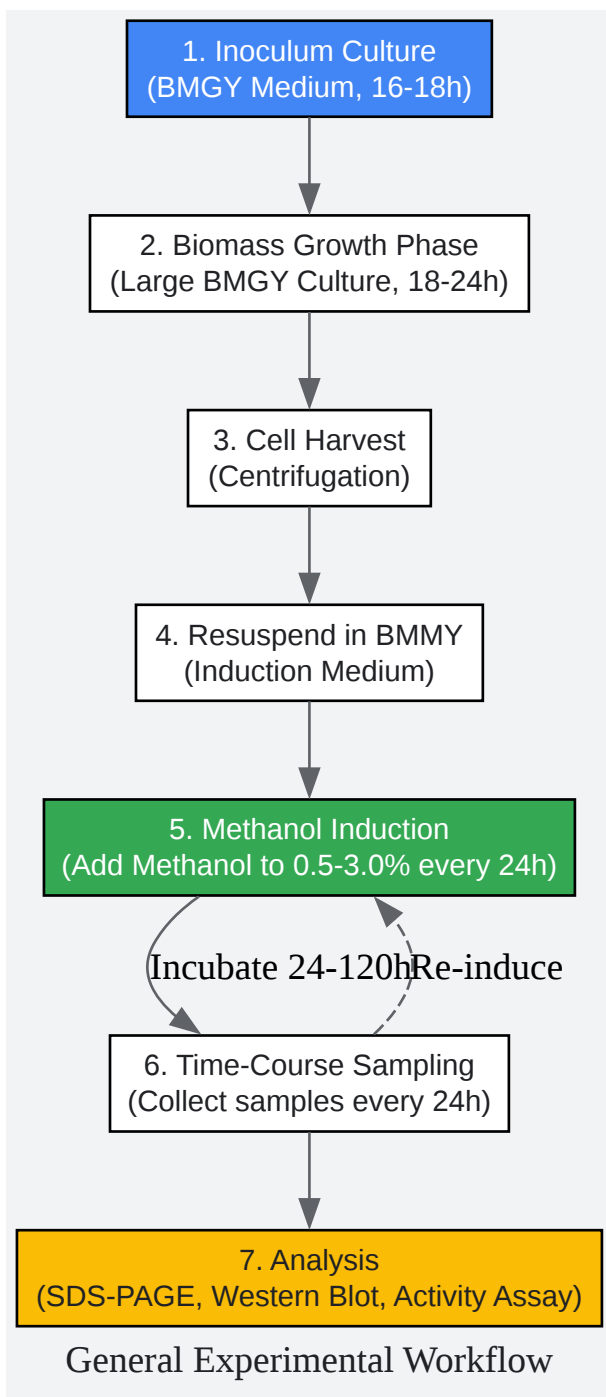 1. Inoculum Culture
(BMGY Medium, 16-18h)
2. Biomass Growth Phase
(Large BMGY Culture, 18-24h)
3. Cell Harvest
(Centrifugation)
4. Resuspend in BMMY
(Induction Medium)
5. Methanol Induction
(Add Methanol to 0.5-3.0% every 24h)
Incubate 24-120h
Re-induce
6. Time-Course Sampling
(Collect samples every 24h)
7. Analysis
(SDS-PAGE, Western Blot, Activity Assay)
General Experimental Workflow